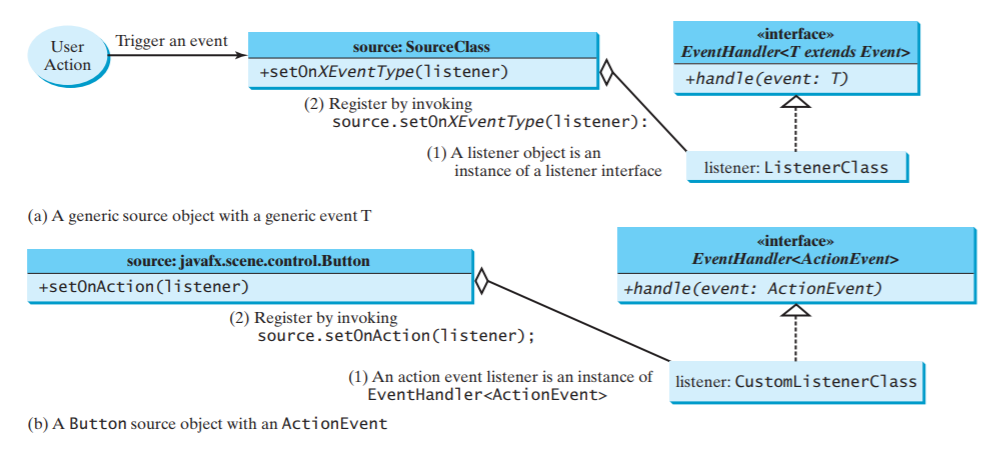 User
Action
Trigger an event
source: SourceClass
+setOnXEventType(listener)
«interface»
EventHandler<T extends Event>
+handle(event: T)
(2) Register by invoking
source.setOnXEventType(listener):
(1) A listener object is an
instance of a listener interface
listener: ListenerClass
(a) A generic source object with a generic event T
source: javafx.scene.control.Button
+setOnAction(listener)
«interface»
EventHandler<ActionEvent>
+handle(event: ActionEvent)
(2) Register by invoking
source.setOnAction(listener);
(1) An action event listener is an instance of
EventHandler<ActionEvent>
listener: CustomListenerClass
(b) A Button source object with an ActionEvent